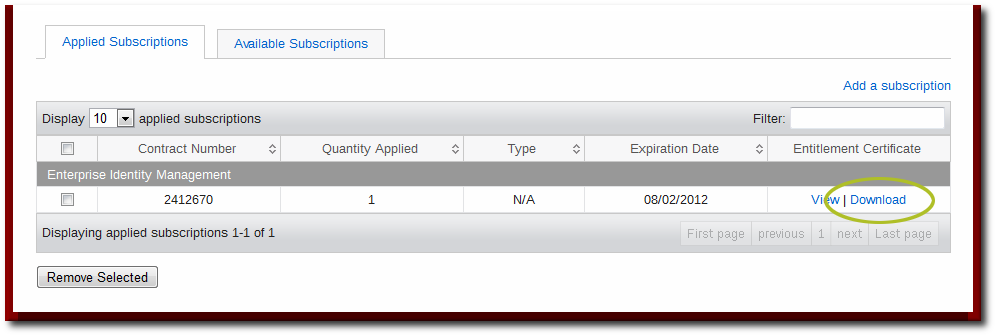 Applied Subscriptions Available Subscriptions
Add a subscription
Display 10 applied subscriptions Filter:
Contract Number Quantity Applied Type Expiration Date Entitlement Certificate
Enterprise Identity Management
2412670 1 N/A 08/02/2012 View | Download
Displaying applied subscriptions 1-1 of 1 First page previous 1 next Last page
Remove Selected